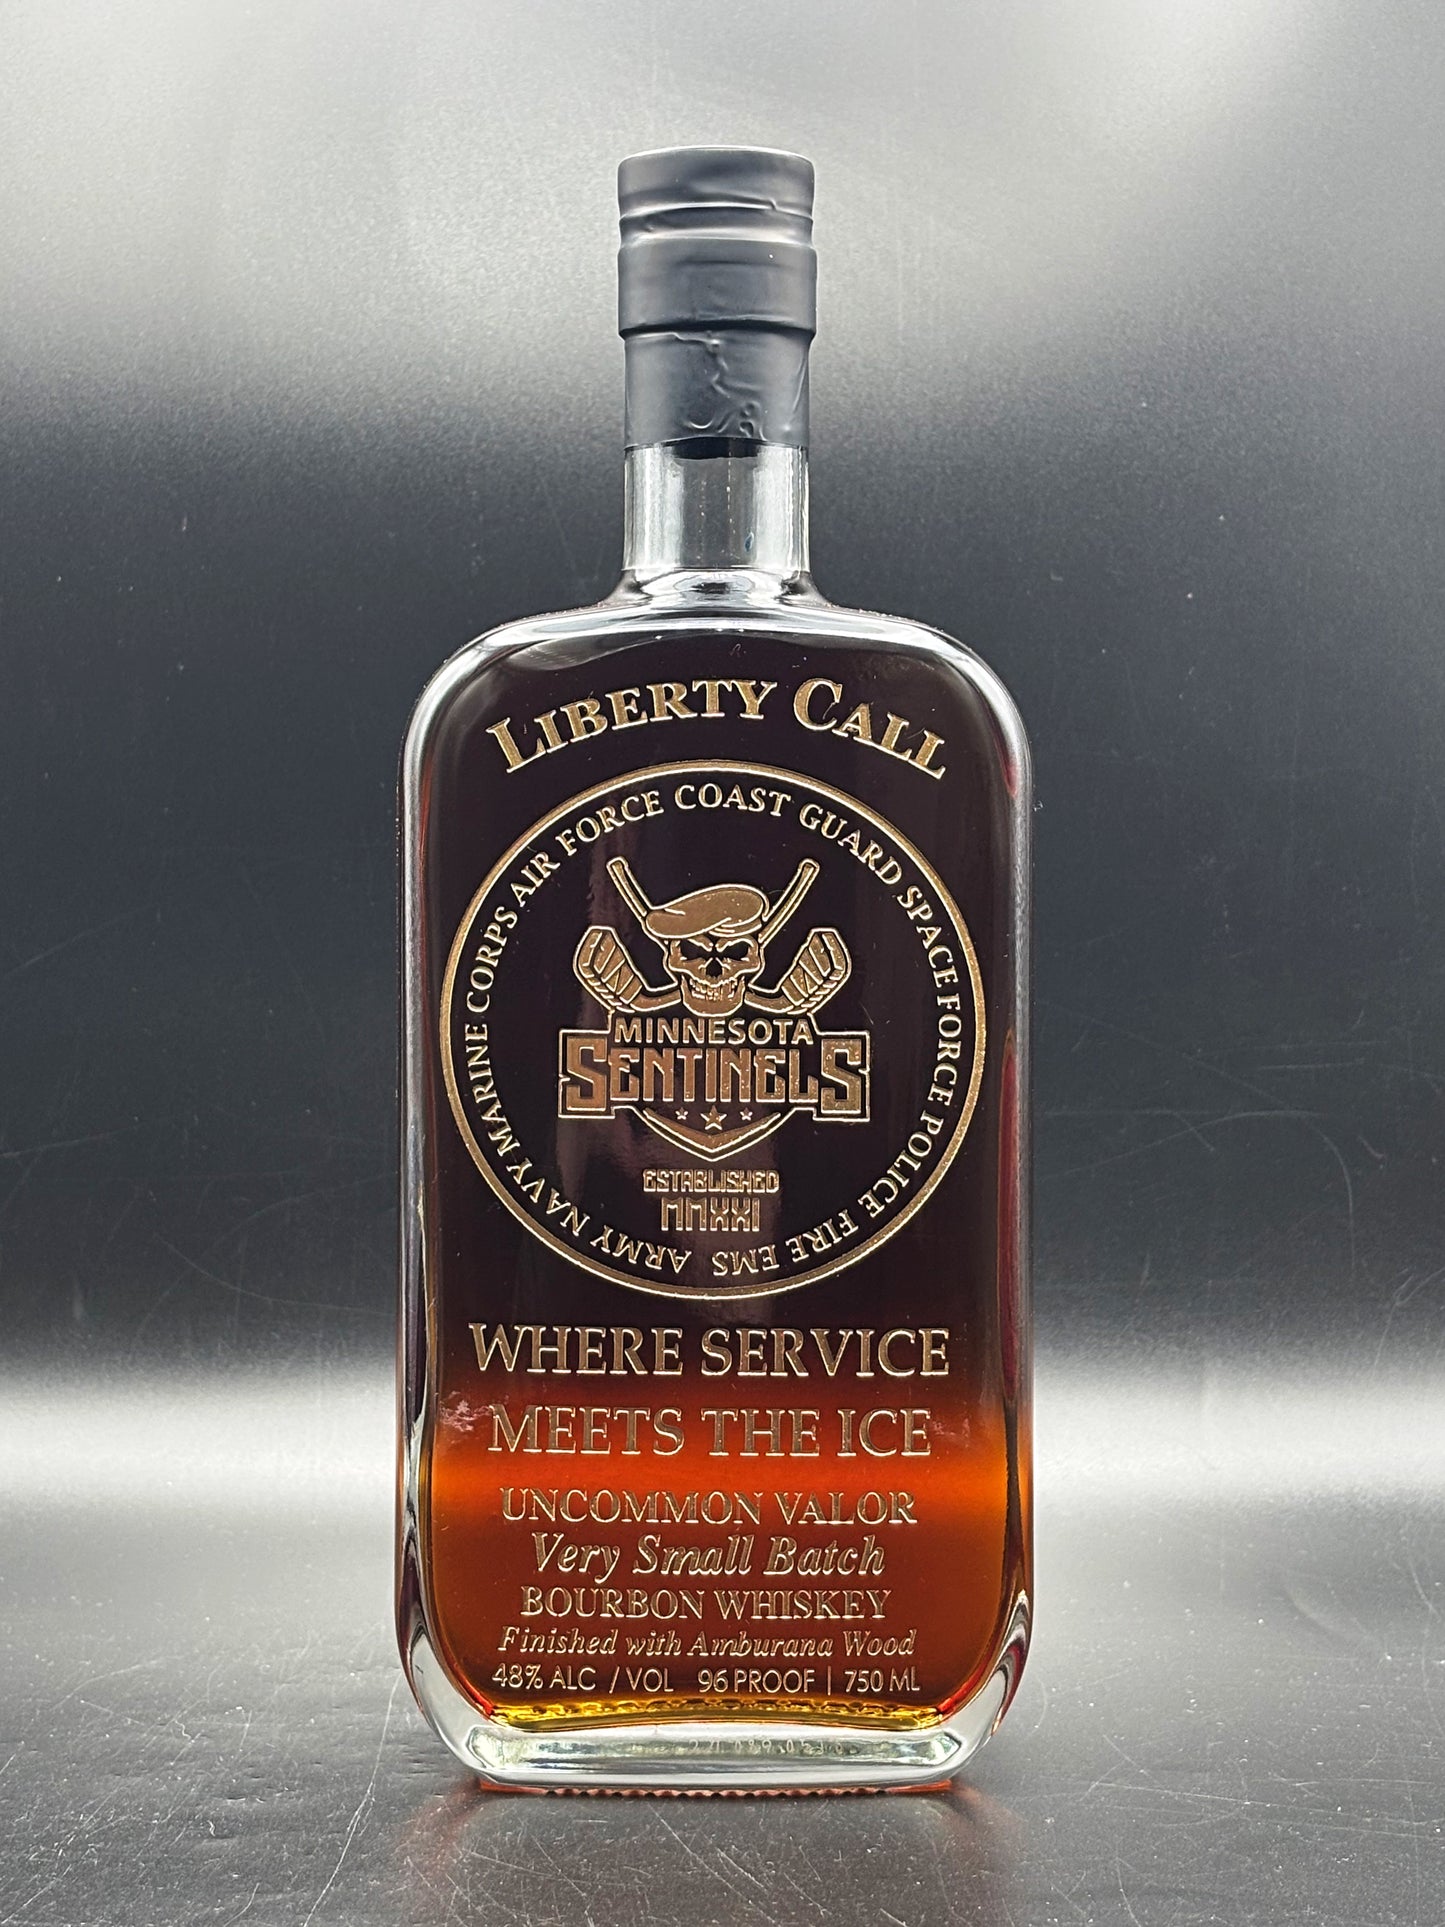 LIBERTY CALL
ARMY NAVY MARINE CORPS AIR FORCE COAST GUARD SPACE FORCE POLICE FIRE EMS
MINNESOTA
SENTINELS
ESTABLISHED
MMXXI
WHERE SERVICE
MEETS THE ICE
UNCOMMON VALOR
Very Small Batch
BOURBON WHISKEY
Finished with Amburana Wood
48% ALC / VOL 96 PROOF | 750 ML